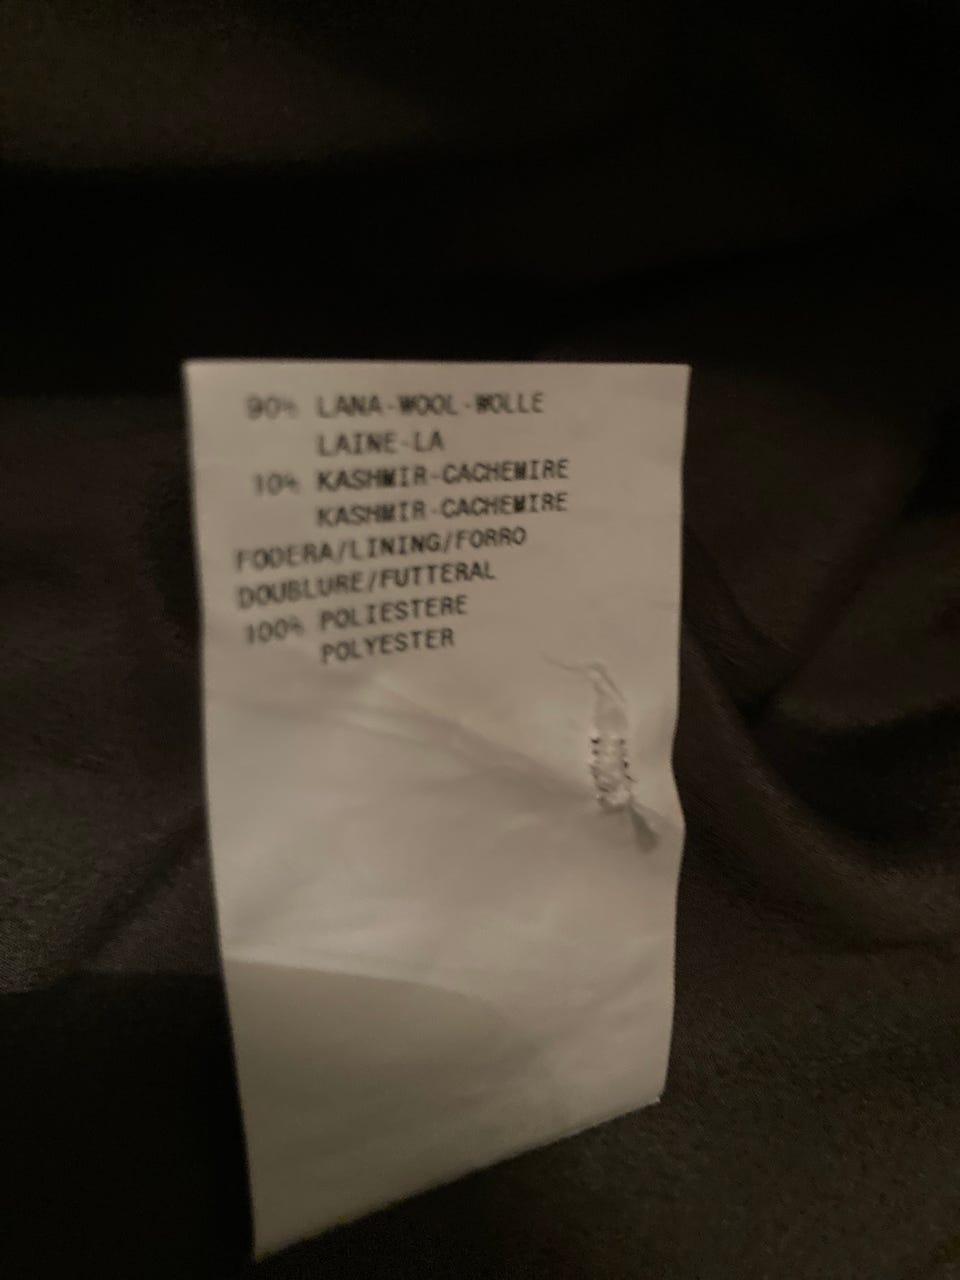 90% LANA-WOOL-WOLLE
LAINE-LA
10% KASHMIR-CACHEMIRE
KASHMIR-CACHEMIRE
FODERA/LINING/FORRO
DOUBLURE/FUTTERAL
100% POLIESTERE
POLYESTER